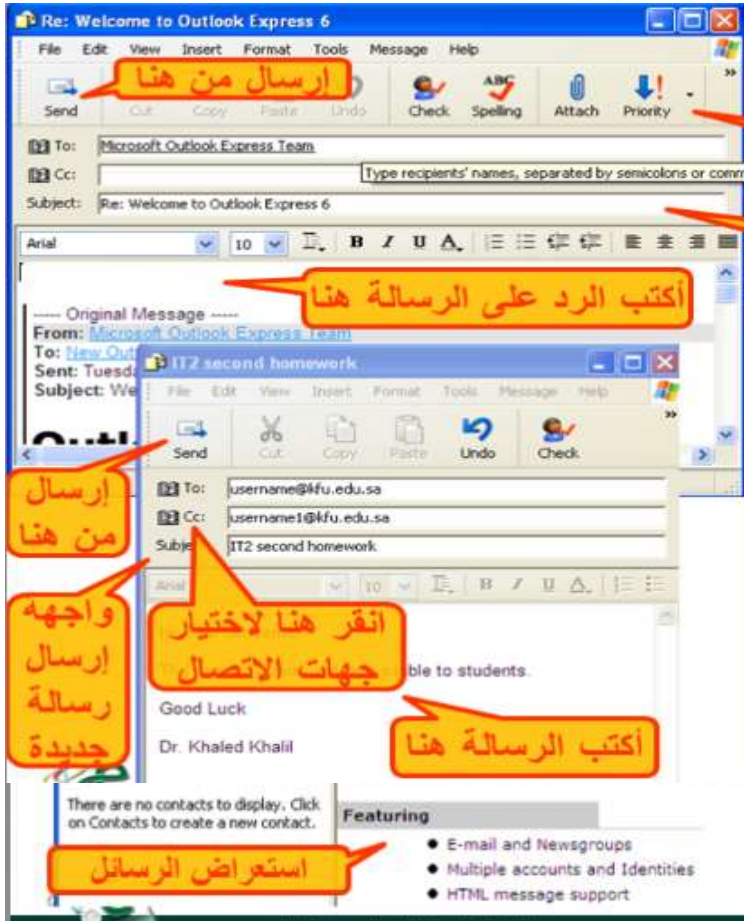 Re: Welcome to Outlook Express 6
File Edit View Insert Format Tools Message Help
إرسال من هنا
Send Cut Copy Paste Undo Check Spelling Attach Priority
To: Microsoft Outlook Express Team
Cc:
Type recipients' names, separated by semicolons or comm
Subject: Re: Welcome to Outlook Express 6
Arial 10 B I U A
أكتب الرد على الرسالة هنا
----- Original Message -----
From: Microsoft Outlook Express Team
To: New Out
Sent: Tuesda
Subject: We
Outl
IT2 second homework
File Edit View Insert Format Tools Message Help
Send Cut Copy Paste Undo Check
إرسال
من هنا
To: username@kfu.edu.sa
Cc: username1@kfu.edu.sa
Subje IT2 second homework
Arial 10 B I U A
انقر هنا لاختيار
جهات الاتصال
واجهه
إرسال
رسالة
جديدة
ble to students.
Good Luck
Dr. Khaled Khalil
أكتب الرسالة هنا
There are no contacts to display. Click
on Contacts to create a new contact.
Featuring
E-mail and Newsgroups
Multiple accounts and Identities
HTML message support
استعراض الرسائل